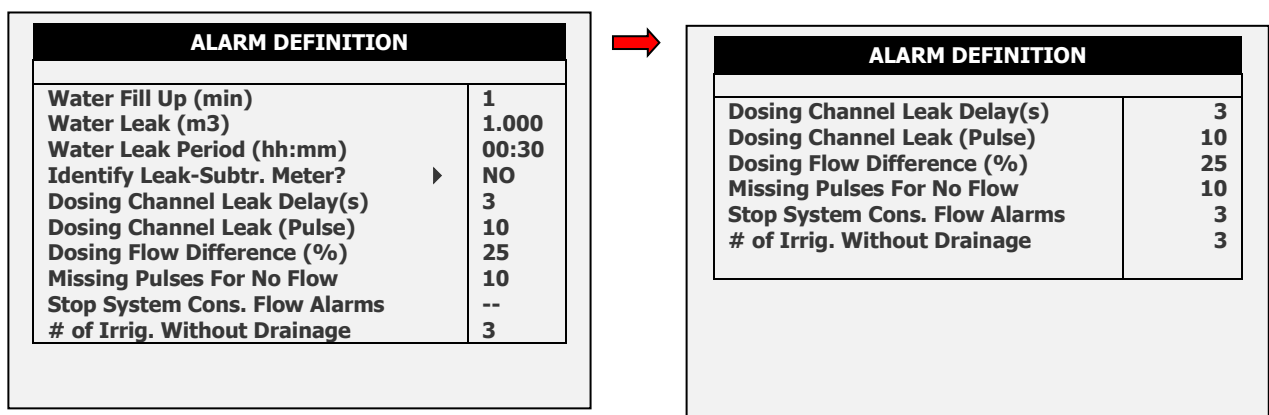 ALARM DEFINITION
Water Fill Up (min) 1
Water Leak (m3) 1.000
Water Leak Period (hh:mm) 00:30
Identify Leak-Subtr. Meter? NO
Dosing Channel Leak Delay(s) 3
Dosing Channel Leak (Pulse) 10
Dosing Flow Difference (%) 25
Missing Pulses For No Flow 10
Stop System Cons. Flow Alarms --
# of Irrig. Without Drainage 3
ALARM DEFINITION
Dosing Channel Leak Delay(s) 3
Dosing Channel Leak (Pulse) 10
Dosing Flow Difference (%) 25
Missing Pulses For No Flow 10
Stop System Cons. Flow Alarms 3
# of Irrig. Without Drainage 3